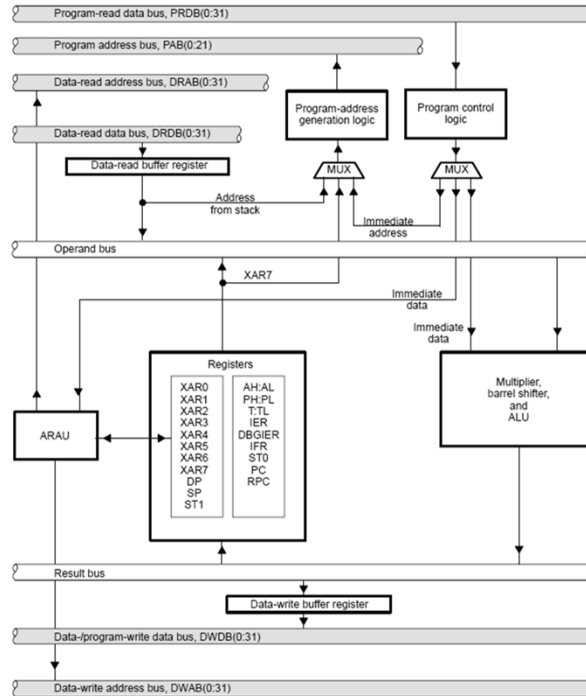 Program-read data bus, PRDB(0:31)
Program address bus, PAB(0:21)
Data-read address bus, DRAB(0:31)
Program-address
generation logic
Program control
logic
Data-read data bus, DRDB(0:31)
Data-read buffer register
MUX
MUX
Address
from stack
Immediate
address
Operand bus
XAR7
Immediate
data
Immediate
data
Registers
XAR0
XAR1
XAR2
XAR3
XAR4
XAR5
XAR6
XAR7
DP
SP
ST1
AH:AL
PH:PL
T:TL
IER
DBGIER
IFR
ST0
PC
RPC
Multiplier,
barrel shifter,
and
ALU
ARAU
Result bus
Data-write buffer register
Data-/program-write data bus, DWDB(0:31)
Data-write address bus, DWAB(0:31)